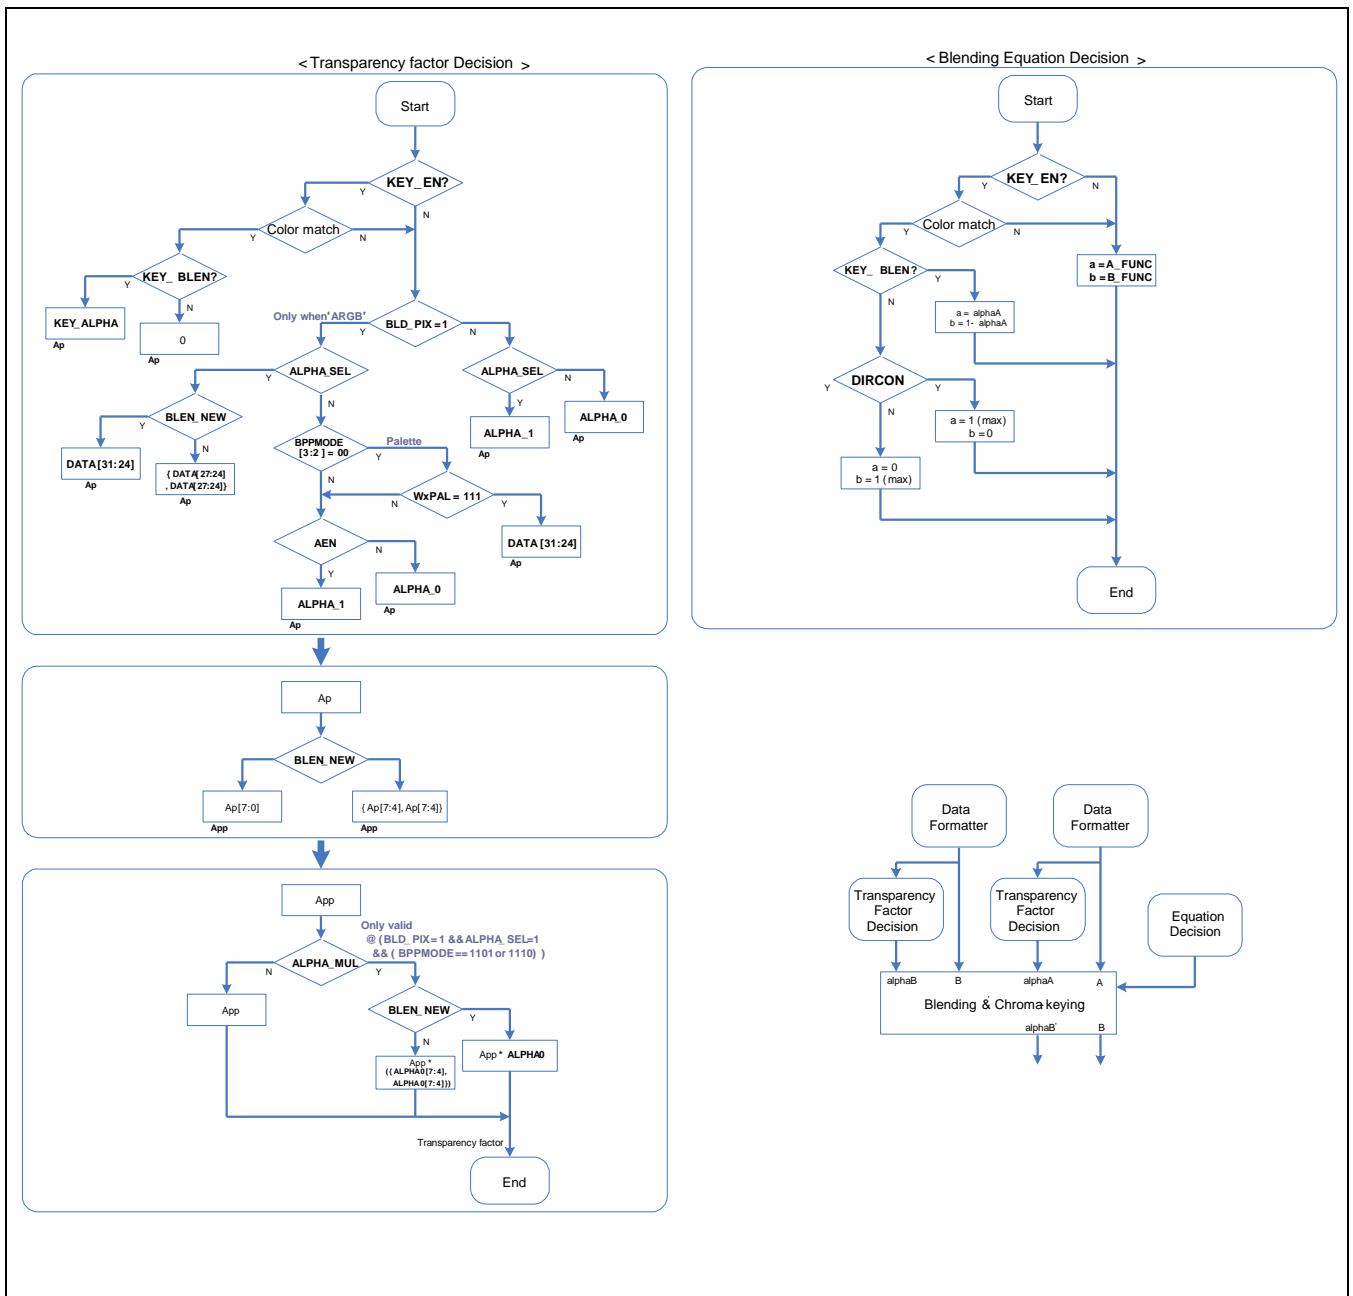 < Transparency factor Decision >
Start
KEY_EN?
Y
N
Color match
Y
N
KEY_ BLEN?
Y
N
KEY_ALPHA
Ap
0
Ap
Only when'ARGB'
BLD_PIX =1
Y
N
ALPHA_SEL
Y
N
ALPHA_SEL
N
Y
BLEN_NEW
Y
N
ALPHA_1
Ap
ALPHA_0
Ap
DATA[31:24]
Ap
{ DATA[27:24]
, DATA[27:24]}
Ap
BPPMODE
[3:2 ] = 00
Palette
Y
N
WxPAL = 111
N
Y
DATA [31:24]
Ap
AEN
N
Y
ALPHA_0
Ap
ALPHA_1
Ap
Ap
BLEN_NEW
Ap[7:0]
App
{ Ap[7:4], Ap[7:4]}
App
App
Only valid
@ (BLD_PIX= 1 &&ALPHA_SEL=1
&& ( BPPMODE==1101 or 1110) )
ALPHA_MUL
N
Y
App
BLEN_NEW
Y
N
App *
({ALPHA0[7:4],
ALPHA0[7:4]})
App * ALPHA0
Transparency factor
End
< Blending Equation Decision >
Start
KEY_EN?
Y
N
Color match
Y
N
a =A_FUNC
b =B_FUNC
KEY_ BLEN?
Y
N
a = alphaA
b = 1- alphaA
DIRCON
Y
Y
N
a = 1 (max)
b = 0
a = 0
b = 1 (max)
End
Data
Formatter
Data
Formatter
Transparency
Factor
Decision
Transparency
Factor
Decision
Equation
Decision
alphaB
B
alphaA
A
Blending & Chroma-keying
alphaB'
B'